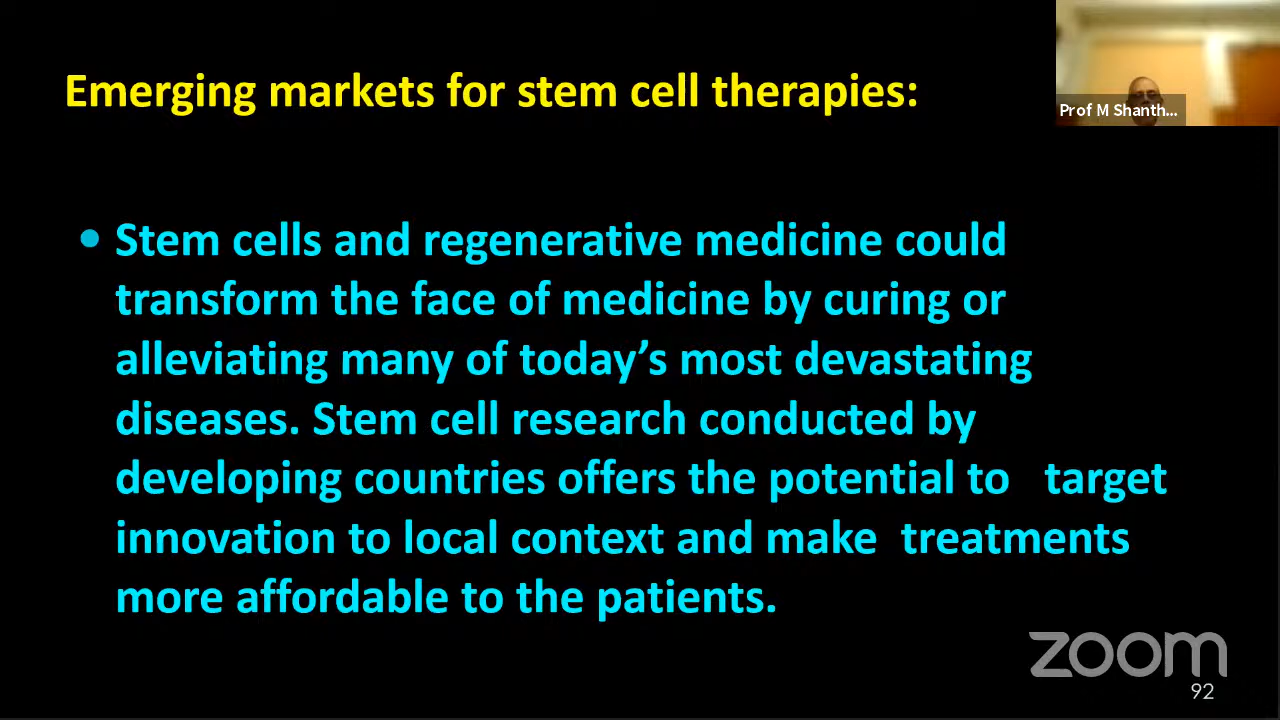 Emerging markets for stem cell therapies:
Prof M Shanth...
• Stem cells and regenerative medicine could
transform the face of medicine by curing or
alleviating many of today’s most devastating
diseases. Stem cell research conducted by
developing countries offers the potential to target
innovation to local context and make treatments
more affordable to the patients.
zoom
92